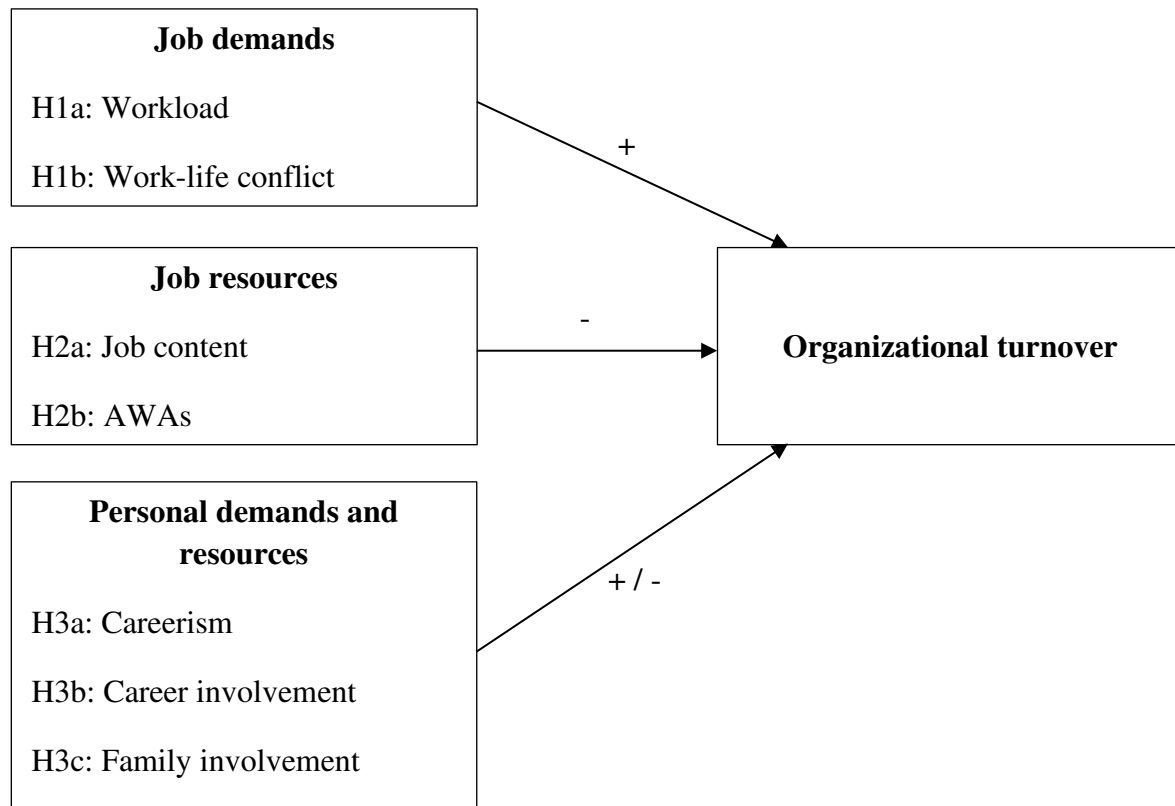 Job demands
H1a: Workload
H1b: Work-life conflict
+
Job resources
H2a: Job content
H2b: AWAs
-
Organizational turnover
Personal demands and
resources
H3a: Careerism
H3b: Career involvement
H3c: Family involvement
+ / -